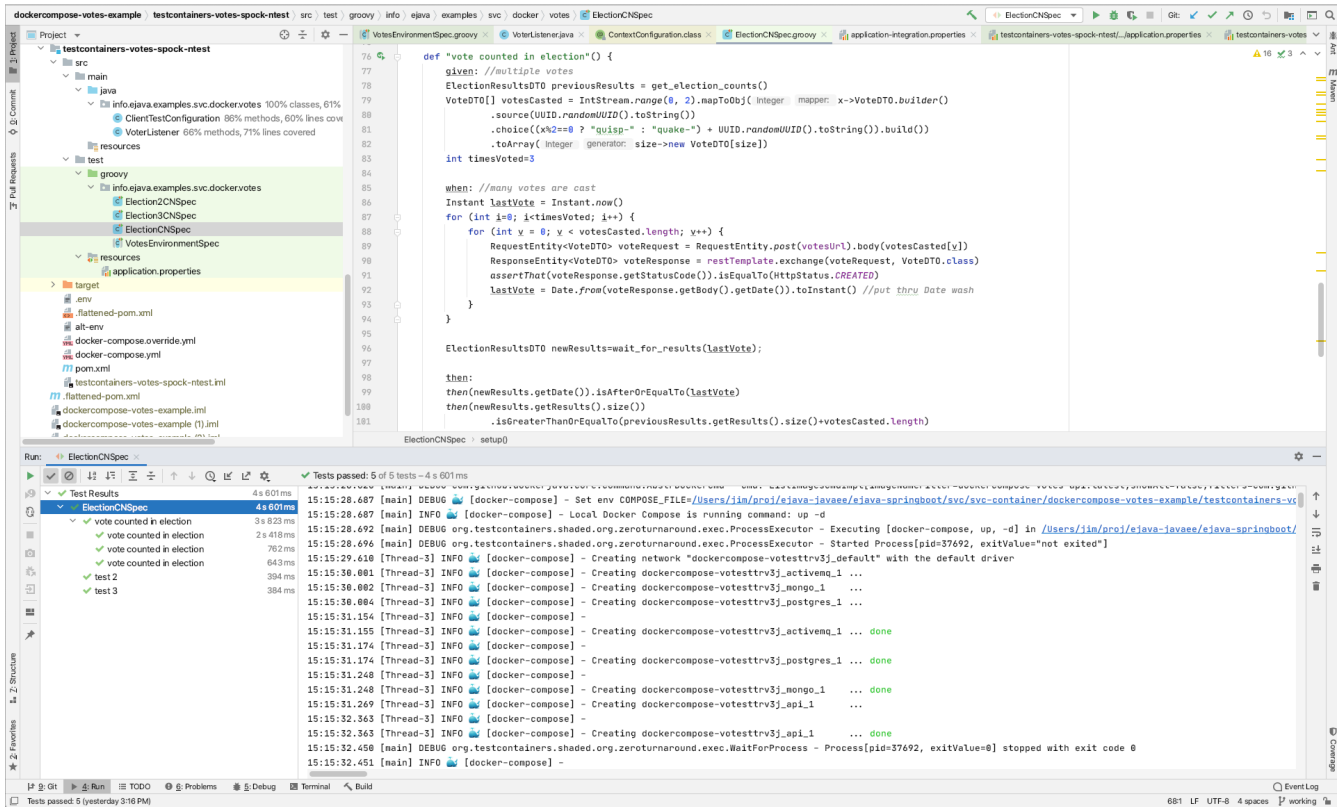 dockercompose-votes-example testcontainers-votes-spock-ntest src test groovy info ejava examples svc docker votes ElectionCNSpec
ElectionCNSpec Git:
Project
VotesEnvironmentSpec.groovy VoterListener.java ContextConfiguration.class ElectionCNSpec.groovy application-integration.properties testcontainers-votes-spock-ntest/.../application.properties testcontainers-votes
1: Project
0: Commit
Pull Requests
Z: Structure
2: Favorites
Ant
Maven
Coverage
testcontainers-votes-spock-ntest
src
main
java
info.ejava.examples.svc.docker.votes 100% classes, 61%
ClientTestConfiguration 86% methods, 60% lines cove
VoterListener 66% methods, 71% lines covered
resources
test
groovy
info.ejava.examples.svc.docker.votes
Election2CNSpec
Election3CNSpec
ElectionCNSpec
VotesEnvironmentSpec
resources
application.properties
target
.env
.flattened-pom.xml
alt-env
docker-compose.override.yml
docker-compose.yml
pom.xml
testcontainers-votes-spock-ntest.iml
.flattened-pom.xml
dockercompose-votes-example.iml
dockercompose-votes-example (1).iml
16 3
76 def "vote counted in election"() {
77 given: //multiple votes
78 ElectionResultsDTO previousResults = get_election_counts()
79 VoteDTO[] votesCasted = IntStream.range(0, 2).mapToObj( Integer mapper: x->VoteDTO.builder()
80 .source(UUID.randomUUID().toString())
81 .choice((x%2==0 ? "quisp-" : "quake-") + UUID.randomUUID().toString()).build())
82 .toArray( Integer generator: size->new VoteDTO[size])
83 int timesVoted=3
84
85 when: //many votes are cast
86 Instant lastVote = Instant.now()
87 for (int i=0; i<timesVoted; i++) {
88 for (int v = 0; v < votesCasted.length; v++) {
89 RequestEntity<VoteDTO> voteRequest = RequestEntity.post(votesUrl).body(votesCasted[v])
90 ResponseEntity<VoteDTO> voteResponse = restTemplate.exchange(voteRequest, VoteDTO.class)
91 assertThat(voteResponse.getStatusCode()).isEqualTo(HttpStatus.CREATED)
92 lastVote = Date.from(voteResponse.getBody().getDate()).toInstant() //put thru Date wash
93 }
94 }
95
96 ElectionResultsDTO newResults=wait_for_results(lastVote);
97
98 then:
99 then(newResults.getDate()).isAfterOrEqualTo(lastVote)
100 then(newResults.getResults().size())
101 .isGreaterThanOrEqualTo(previousResults.getResults().size()+votesCasted.length)
ElectionCNSpec setup()
Run: ElectionCNSpec
Tests passed: 5 of 5 tests – 4 s 601 ms
Test Results 4 s 601 ms
ElectionCNSpec 4 s 601 ms
vote counted in election 3 s 823 ms
vote counted in election 2 s 418 ms
vote counted in election 762 ms
vote counted in election 643 ms
test 2 394 ms
test 3 384 ms
15:15:28.687 [main] DEBUG [docker-compose] - Set env COMPOSE_FILE=/Users/jim/proj/ejava-javaee/ejava-springboot/svc/svc-container/dockercompose-votes-example/testcontainers-vo
15:15:28.687 [main] INFO [docker-compose] - Local Docker Compose is running command: up -d
15:15:28.692 [main] DEBUG org.testcontainers.shaded.org.zeroturnaround.exec.ProcessExecutor - Executing [docker-compose, up, -d] in /Users/jim/proj/ejava-javaee/ejava-springboot/
15:15:28.696 [main] DEBUG org.testcontainers.shaded.org.zeroturnaround.exec.ProcessExecutor - Started Process[pid=37692, exitValue="not exited"]
15:15:29.610 [Thread-3] INFO [docker-compose] - Creating network "dockercompose-votesttrv3j_default" with the default driver
15:15:30.001 [Thread-3] INFO [docker-compose] - Creating dockercompose-votesttrv3j_activemq_1 ...
15:15:30.002 [Thread-3] INFO [docker-compose] - Creating dockercompose-votesttrv3j_mongo_1 ...
15:15:30.004 [Thread-3] INFO [docker-compose] - Creating dockercompose-votesttrv3j_postgres_1 ...
15:15:31.154 [Thread-3] INFO [docker-compose] -
15:15:31.155 [Thread-3] INFO [docker-compose] - Creating dockercompose-votesttrv3j_activemq_1 ... done
15:15:31.174 [Thread-3] INFO [docker-compose] -
15:15:31.174 [Thread-3] INFO [docker-compose] - Creating dockercompose-votesttrv3j_postgres_1 ... done
15:15:31.248 [Thread-3] INFO [docker-compose] -
15:15:31.248 [Thread-3] INFO [docker-compose] - Creating dockercompose-votesttrv3j_mongo_1 ... done
15:15:31.269 [Thread-3] INFO [docker-compose] - Creating dockercompose-votesttrv3j_api_1 ...
15:15:32.363 [Thread-3] INFO [docker-compose] -
15:15:32.363 [Thread-3] INFO [docker-compose] - Creating dockercompose-votesttrv3j_api_1 ... done
15:15:32.450 [main] DEBUG org.testcontainers.shaded.org.zeroturnaround.exec.WaitForProcess - Process[pid=37692, exitValue=0] stopped with exit code 0
15:15:32.451 [main] INFO [docker-compose] -
9: Git 4: Run TODO 6: Problems 5: Debug Terminal Build Event Log
Tests passed: 5 (yesterday 3:16 PM) 68:1 LF UTF-8 4 spaces working